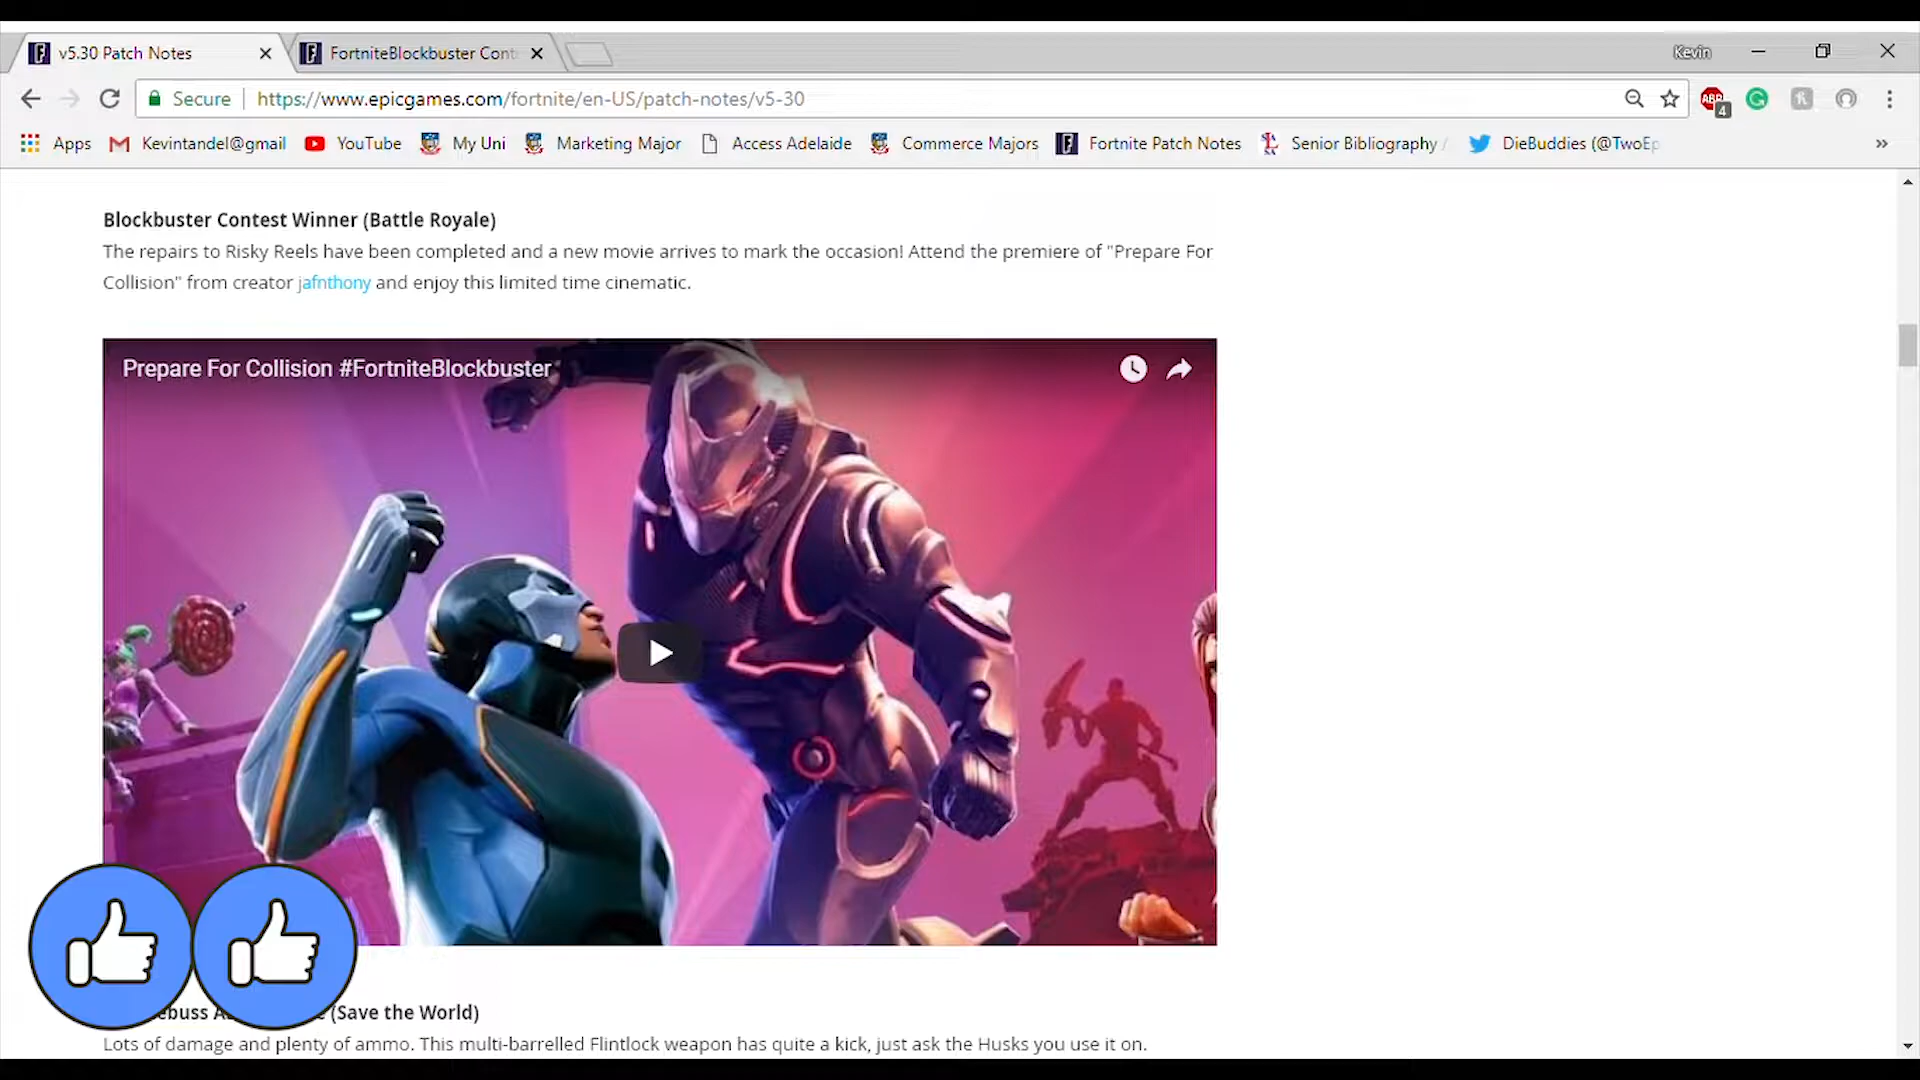 v5.30 Patch Notes
FortniteBlockbuster Cont
Kevin
Secure
https://www.epicgames.com/fortnite/en-US/patch-notes/v5-30
ABP
4
Apps
Kevintandel@gmail
YouTube
My Uni
Marketing Major
Access Adelaide
Commerce Majors
Fortnite Patch Notes
Senior Bibliography /
DieBuddies (@TwoEp
Blockbuster Contest Winner (Battle Royale)
The repairs to Risky Reels have been completed and a new movie arrives to mark the occasion! Attend the premiere of "Prepare For
Collision" from creator jafnthony and enjoy this limited time cinematic.
Prepare For Collision #FortniteBlockbuster
(Save the World)
Lots of damage and plenty of ammo. This multi-barrelled Flintlock weapon has quite a kick, just ask the Husks you use it on.